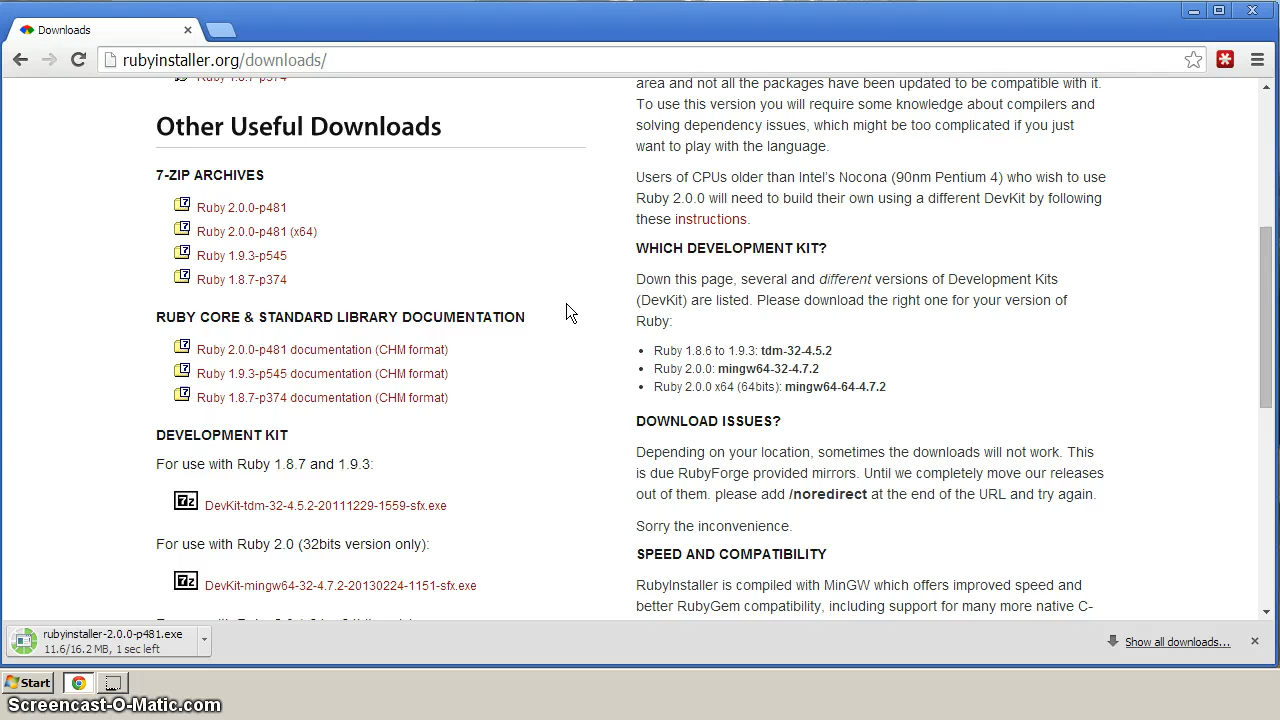 Downloads
rubyinstaller.org/downloads/
Ruby 1.8.7-p374
Other Useful Downloads
7-ZIP ARCHIVES
Ruby 2.0.0-p481
Ruby 2.0.0-p481 (x64)
Ruby 1.9.3-p545
Ruby 1.8.7-p374
RUBY CORE & STANDARD LIBRARY DOCUMENTATION
Ruby 2.0.0-p481 documentation (CHM format)
Ruby 1.9.3-p545 documentation (CHM format)
Ruby 1.8.7-p374 documentation (CHM format)
DEVELOPMENT KIT
For use with Ruby 1.8.7 and 1.9.3:
DevKit-tdm-32-4.5.2-20111229-1559-sfx.exe
For use with Ruby 2.0 (32bits version only):
DevKit-mingw64-32-4.7.2-20130224-1151-sfx.exe
area and not all the packages have been updated to be compatible with it.
To use this version you will require some knowledge about compilers and
solving dependency issues, which might be too complicated if you just
want to play with the language.
Users of CPUs older than Intel's Nocona (90nm Pentium 4) who wish to use
Ruby 2.0.0 will need to build their own using a different DevKit by following
these instructions.
WHICH DEVELOPMENT KIT?
Down this page, several and different versions of Development Kits
(DevKit) are listed. Please download the right one for your version of
Ruby:
Ruby 1.8.6 to 1.9.3: tdm-32-4.5.2
Ruby 2.0.0: mingw64-32-4.7.2
Ruby 2.0.0 x64 (64bits): mingw64-64-4.7.2
DOWNLOAD ISSUES?
Depending on your location, sometimes the downloads will not work. This
is due RubyForge provided mirrors. Until we completely move our releases
out of them. please add /noredirect at the end of the URL and try again.
Sorry the inconvenience.
SPEED AND COMPATIBILITY
RubyInstaller is compiled with MinGW which offers improved speed and
better RubyGem compatibility, including support for many more native C-
rubyinstaller-2.0.0-p481.exe
11.6/16.2 MB, 1 sec left
Show all downloads...
Start
Screencast-O-Matic.com